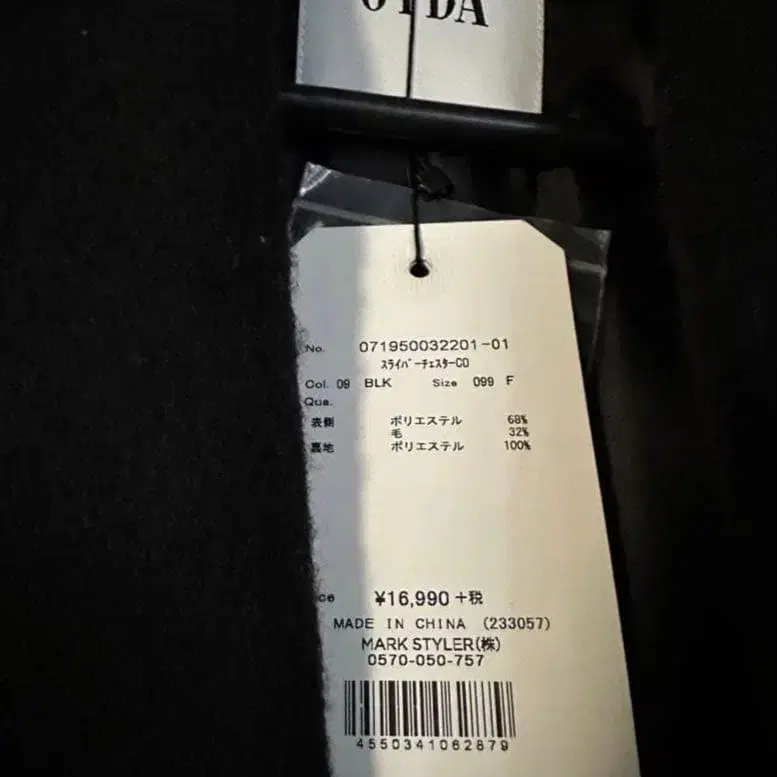 No. 071950032201-01
ｽﾗｲﾊﾞｰﾁｪｽﾀｰCO
Col. 09 BLK Size 099 F
Qua.
表側 ポリエステル 68%
毛 32%
裏地 ポリエステル 100%
¥16,990 +税
MADE IN CHINA (233057)
MARK STYLER(株)
0570-050-757
4550341062879